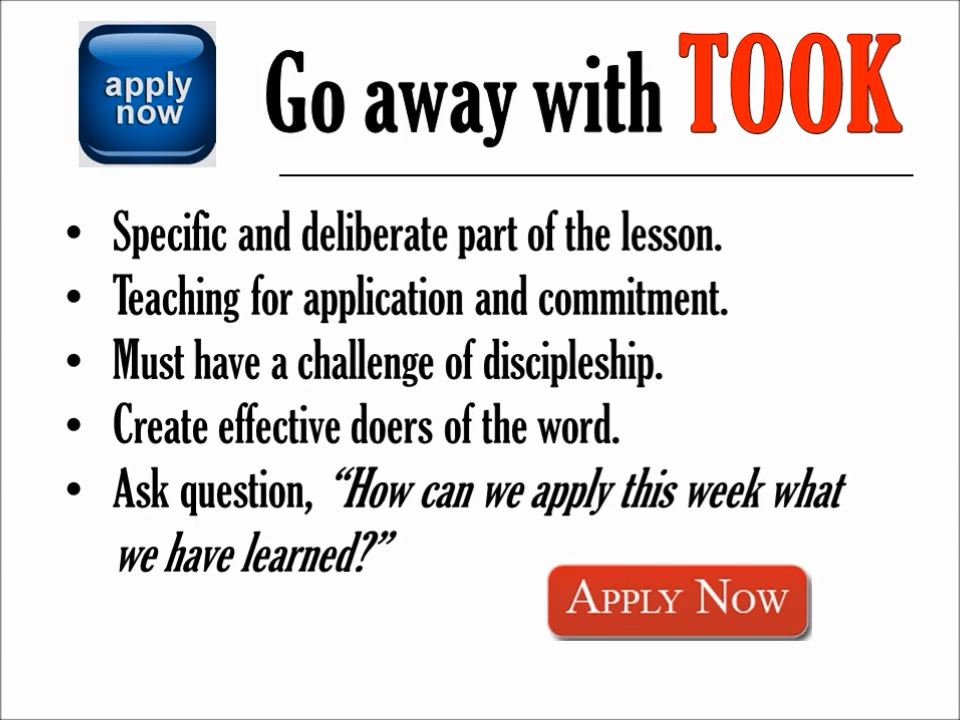 apply
now
Go away with TOOK
• Specific and deliberate part of the lesson.
• Teaching for application and commitment.
• Must have a challenge of discipleship.
• Create effective doers of the word.
• Ask question, “How can we apply this week what
we have learned?”
APPLY NOW